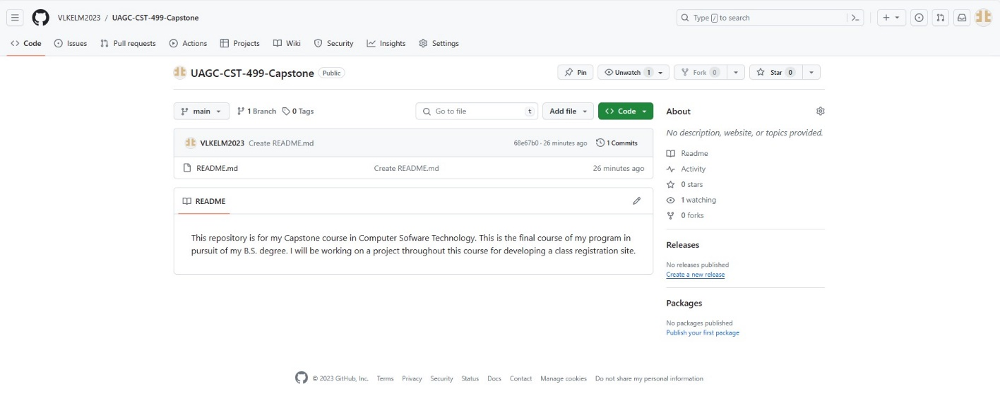 VLKELM2023 / UAGC-CST-499-Capstone
Type / to search
Code Issues Pull requests Actions Projects Wiki Security Insights Settings
UAGC-CST-499-Capstone Public
Pin Unwatch 1 Fork 0 Star 0
main 1 Branch 0 Tags Go to file t Add file Code
VLKELM2023 Create README.md 68e67b0 · 26 minutes ago 1 Commits
README.md Create README.md 26 minutes ago
README
This repository is for my Capstone course in Computer Sofware Technology. This is the final course of my program in
pursuit of my B.S. degree. I will be working on a project throughout this course for developing a class registration site.
About
No description, website, or topics provided.
Readme
Activity
0 stars
1 watching
0 forks
Releases
No releases published
Create a new release
Packages
No packages published
Publish your first package
© 2023 GitHub, Inc. Terms Privacy Security Status Docs Contact Manage cookies Do not share my personal information